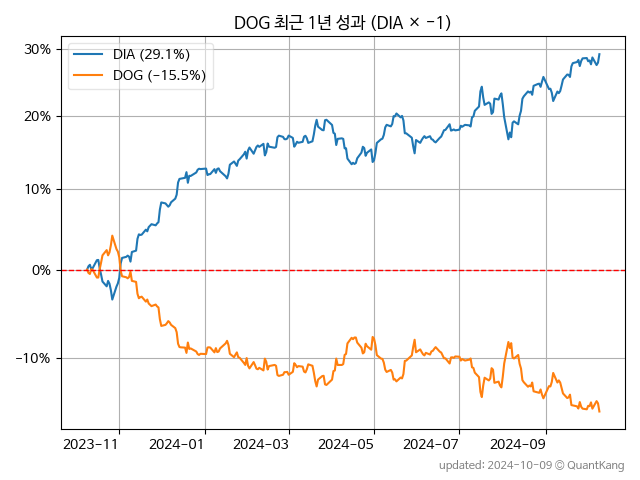 DOG 최근 1년 성과 (DIA × −1)
DIA (29.1%)
DOG (−15.5%)
30%
20%
10%
0%
−10%
2023-11
2024-01
2024-03
2024-05
2024-07
2024-09
updated: 2024-10-09 ⓒ QuantKang